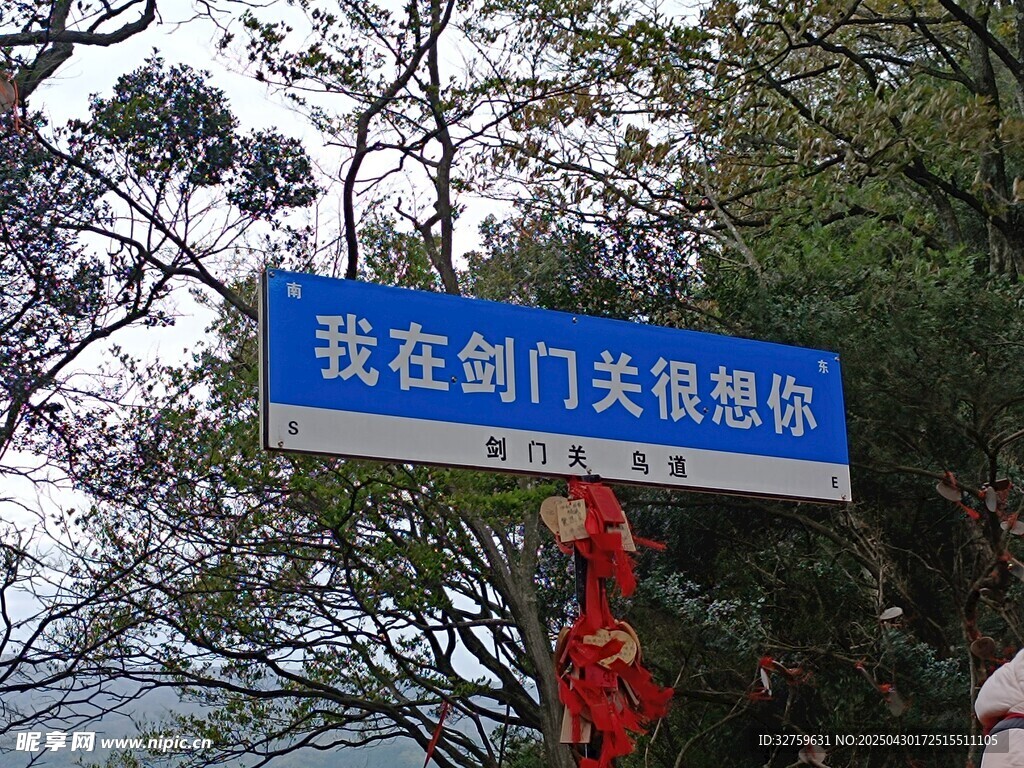 南 东
我在剑门关很想你
S 剑门关 鸟道 E
昵享网 www.nipic.cn
ID:32759631 NO:20250430172515511105